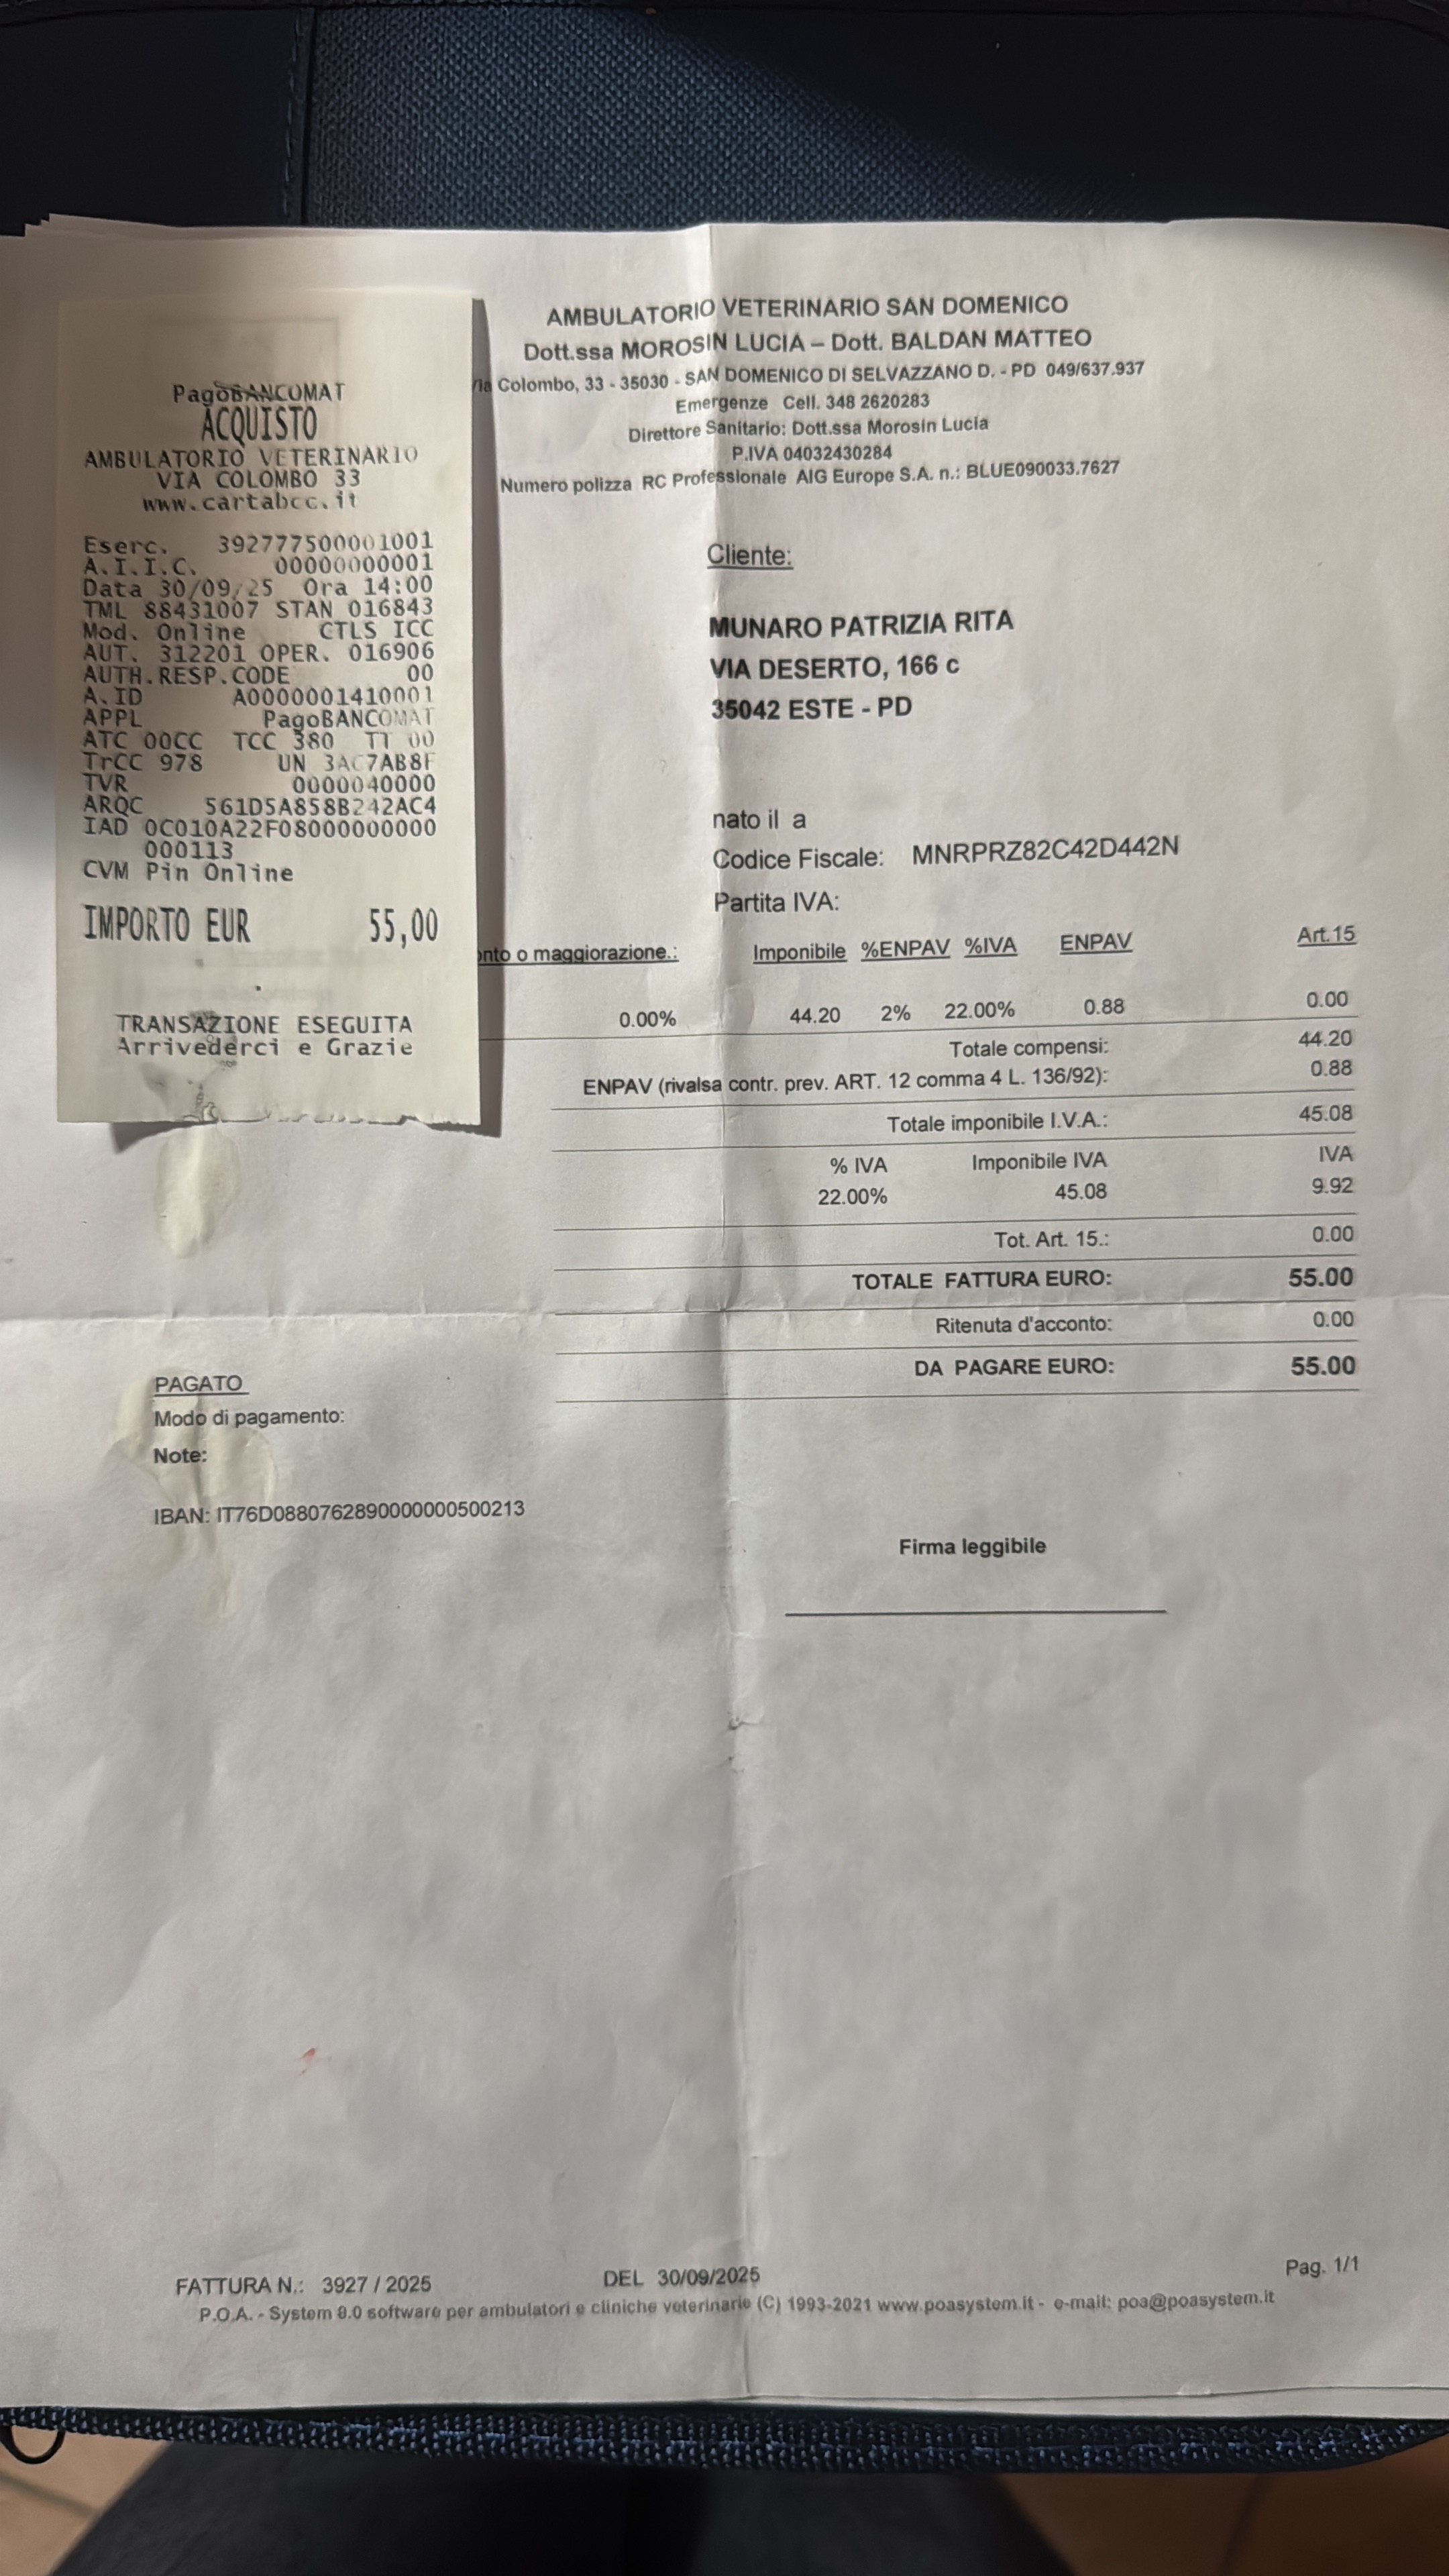 PagoBANCOMAT
ACQUISTO
AMBULATORIO VETERINARIO
VIA COLOMBO 33
www.cartabcc.it
Eserc. 392777500001001
A.I.I.C. 00000000001
Data 30/09/25 Ora 14:00
TML 88431007 STAN 016843
Mod. Online CTLS ICC
AUT. 312201 OPER. 016906
AUTH.RESP.CODE 00
A.ID A0000001410001
APPL PagoBANCOMAT
ATC 00CC TCC 380 TT 00
TrCC 978 UN 3AC7AB8F
TVR 0000040000
ARQC 561D5A858B242AC4
IAD 0C010A22F08000000000
000113
CVM Pin Online
IMPORTO EUR 55,00
TRANSAZIONE ESEGUITA
Arrivederci e Grazie
AMBULATORIO VETERINARIO SAN DOMENICO
Dott.ssa MOROSIN LUCIA – Dott. BALDAN MATTEO
Via Colombo, 33 - 35030 - SAN DOMENICO DI SELVAZZANO D. - PD 049/637.937
Emergenze Cell. 348 2620283
Direttore Sanitario: Dott.ssa Morosin Lucia
P.IVA 04032430284
Numero polizza RC Professionale AIG Europe S.A. n.: BLUE090033.7627
Cliente:
MUNARO PATRIZIA RITA
VIA DESERTO, 166 c
35042 ESTE - PD
nato il a
Codice Fiscale: MNRPRZ82C42D442N
Partita IVA:
onto o maggiorazione.: Imponibile %ENPAV %IVA ENPAV Art.15
0.00% 44.20 2% 22.00% 0.88 0.00
Totale compensi: 44.20
ENPAV (rivalsa contr. prev. ART. 12 comma 4 L. 136/92): 0.88
Totale imponibile I.V.A.: 45.08
% IVA Imponibile IVA IVA
22.00% 45.08 9.92
Tot. Art. 15.: 0.00
TOTALE FATTURA EURO: 55.00
Ritenuta d'acconto: 0.00
DA PAGARE EURO: 55.00
PAGATO
Modo di pagamento:
Note:
IBAN: IT76D0880762890000000500213
Firma leggibile
FATTURA N.: 3927 / 2025 DEL 30/09/2025 Pag. 1/1
P.O.A. - System 9.0 software per ambulatori e cliniche veterinarie (C) 1993-2021 www.poasystem.it - e-mail: poa@poasystem.it